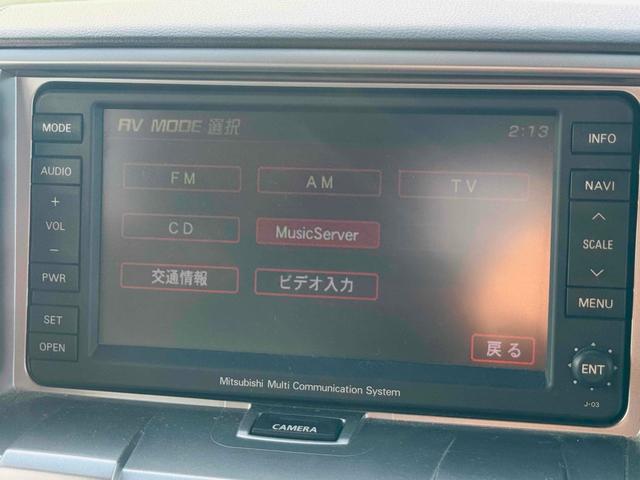 AV MODE 選択
2:13
FM
AM
TV
CD
MusicServer
交通情報
ビデオ入力
戻る
MODE
AUDIO
+
VOL
−
PWR
SET
OPEN
INFO
NAVI
SCALE
MENU
ENT
J-03
Mitsubishi Multi Communication System
CAMERA